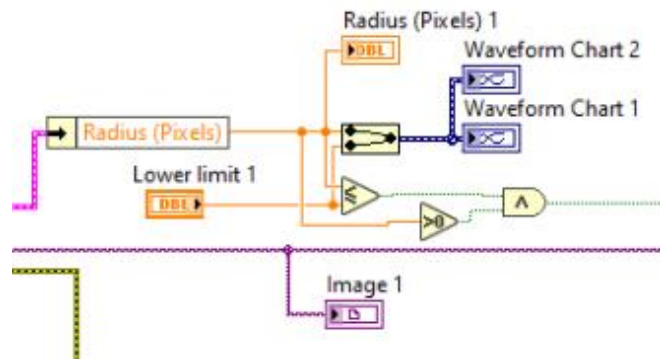 Radius (Pixels) 1
DBL
Waveform Chart 2
Waveform Chart 1
Radius (Pixels)
Lower limit 1
DBL
≤
>0
∧
Image 1